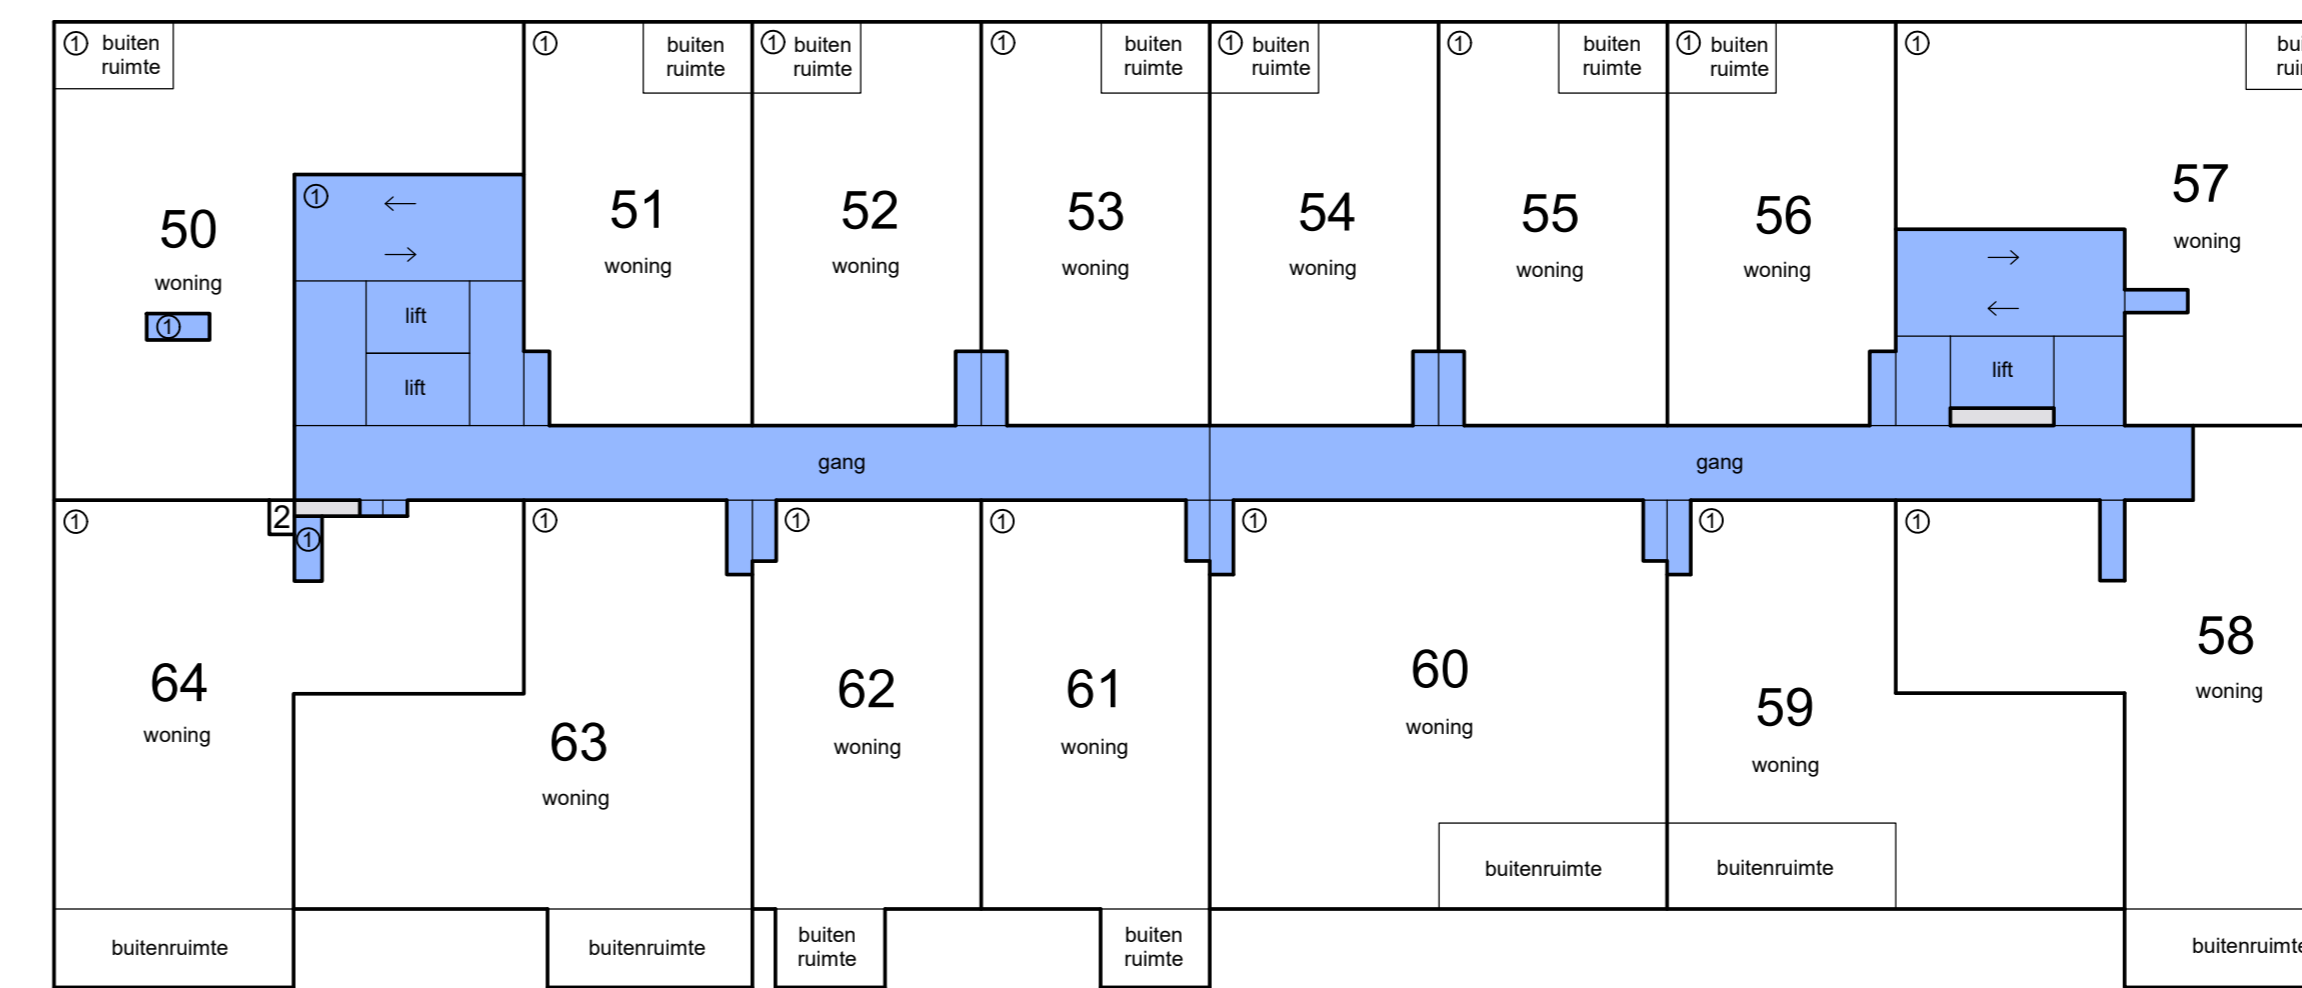 ① buiten
ruimte
①
buiten
ruimte
① buiten
ruimte
①
buiten
ruimte
① buiten
ruimte
①
buiten
ruimte
① buiten
ruimte
①
50
woning
①
①
←
→
lift
lift
51
woning
52
woning
53
woning
54
woning
55
woning
56
woning
57
woning
→
←
lift
gang
gang
①
2
①
64
woning
①
63
woning
①
62
woning
①
61
woning
①
60
woning
①
59
woning
①
58
woning
buitenruimte
buitenruimte
buitenruimte
buitenruimte
buiten
ruimte
buiten
ruimte
buitenruimte